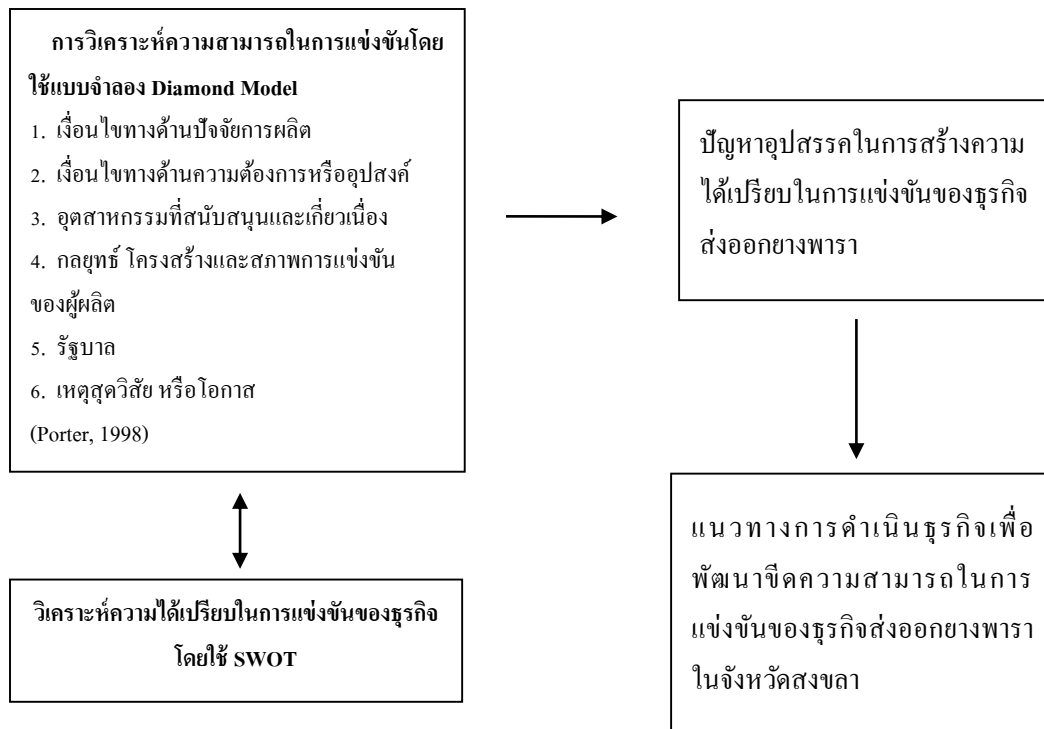 การวิเคราะห์ความสามารถในการแข่งขันโดย
ใช้แบบจำลอง Diamond Model
1. เงื่อนไขทางด้านปัจจัยการผลิต
2. เงื่อนไขทางด้านความต้องการหรืออุปสงค์
3. อุตสาหกรรมที่สนับสนุนและเกี่ยวเนื่อง
4. กลยุทธ์ โครงสร้างและสภาพการแข่งขัน
ของผู้ผลิต
5. รัฐบาล
6. เหตุสุดวิสัย หรือโอกาส
(Porter, 1998)
วิเคราะห์ความได้เปรียบในการแข่งขันของธุรกิจ
โดยใช้ SWOT
ปัญหาอุปสรรคในการสร้างความ
ได้เปรียบในการแข่งขันของธุรกิจ
ส่งออกยางพารา
แนวทางการดำเนินธุรกิจเพื่อ
พัฒนาขีดความสามารถในการ
แข่งขันของธุรกิจส่งออกยางพารา
ในจังหวัดสงขลา